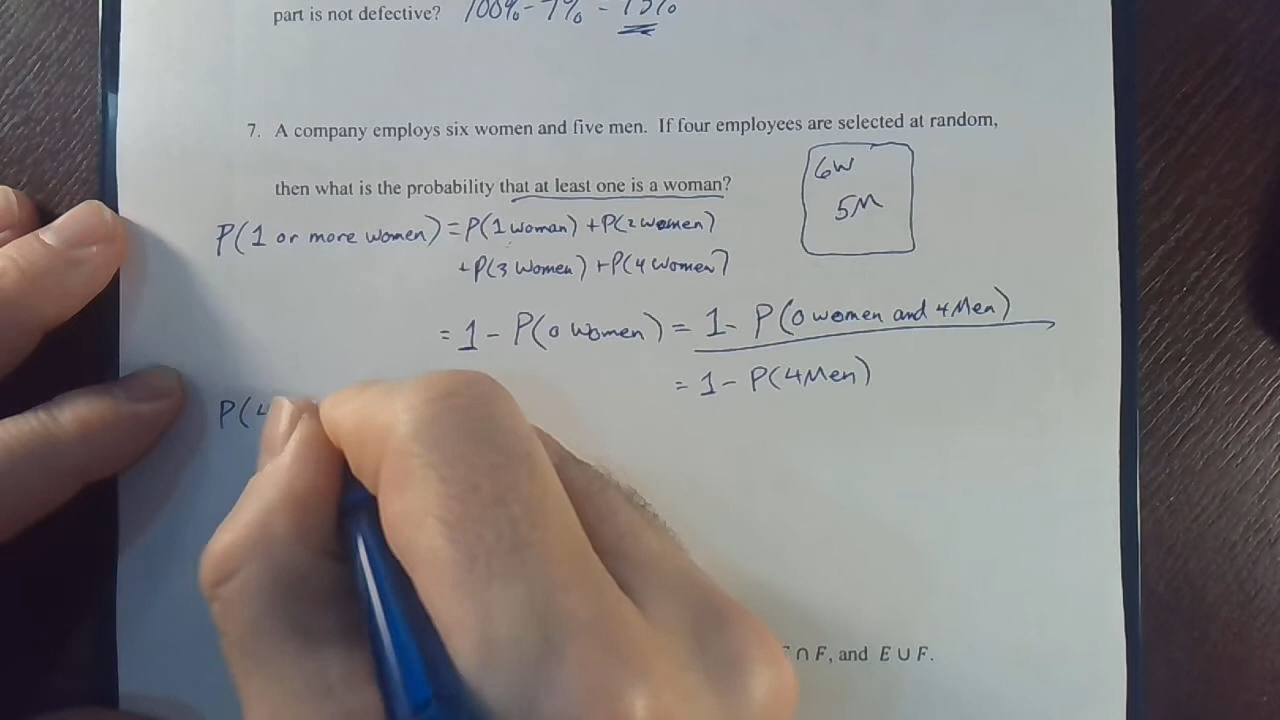 part is not defective? 100% - 7% =
7. A company employs six women and five men. If four employees are selected at random,
then what is the probability that at least one is a woman?
6W
5M
P(1 or more women) = P(1 woman) + P(2 women)
+ P(3 women) + P(4 women)
= 1 - P(0 women) = 1 - P(0 women and 4 Men)
= 1 - P(4 Men)
P(4
∩ F, and E ∪ F.